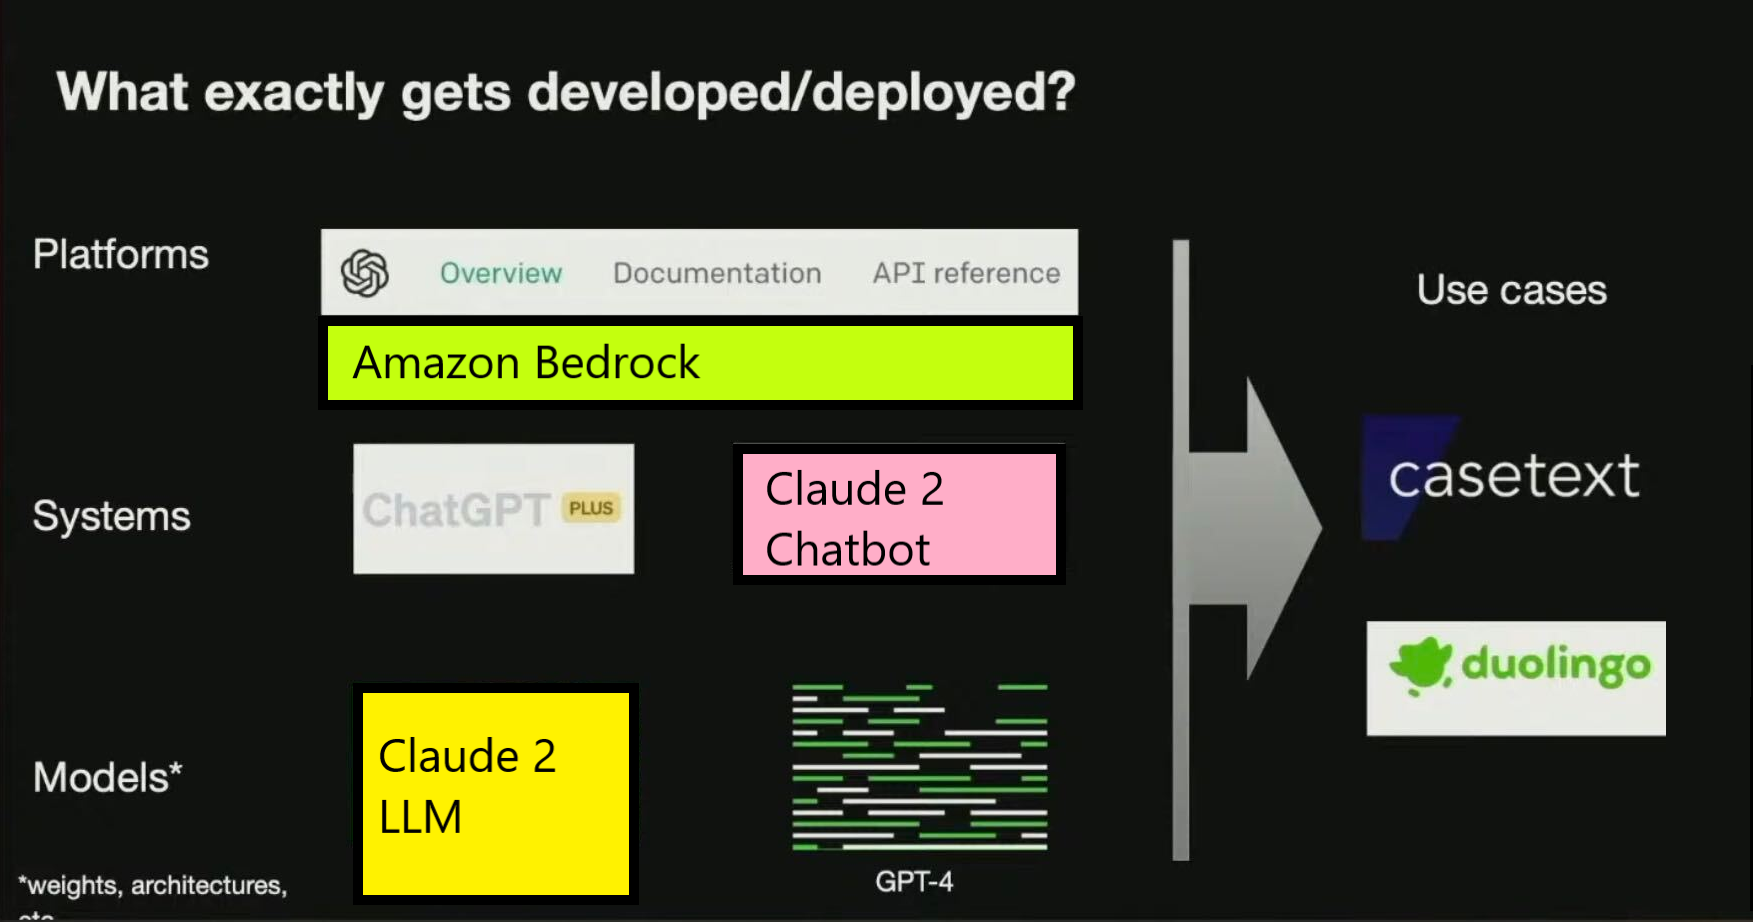 What exactly gets developed/deployed?
Platforms
Overview Documentation API reference
Amazon Bedrock
Use cases
Systems
ChatGPT PLUS
Claude 2
Chatbot
casetext
duolingo
Models*
Claude 2
LLM
GPT-4
*weights, architectures,
etc